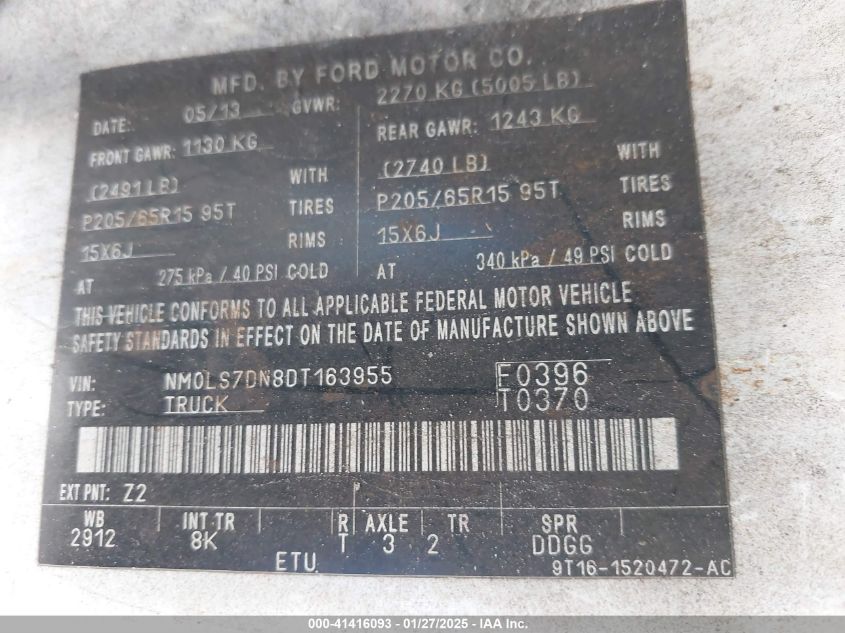 MFD. BY FORD MOTOR CO.
DATE: 05/13 GVWR: 2270 KG (5005 LB)
FRONT GAWR: 1130 KG REAR GAWR: 1243 KG
(2491 LB) WITH (2740 LB) WITH
P205/65R15 95T TIRES P205/65R15 95T TIRES
15X6J RIMS 15X6J RIMS
AT 275 kPa / 40 PSI COLD AT 340 kPa / 49 PSI COLD
THIS VEHICLE CONFORMS TO ALL APPLICABLE FEDERAL MOTOR VEHICLE
SAFETY STANDARDS IN EFFECT ON THE DATE OF MANUFACTURE SHOWN ABOVE
VIN: NM0LS7DN8DT163955 F0396
TYPE: TRUCK T0370
EXT PNT: Z2
WB INT TR R AXLE TR SPR
2912 8K T 3 2 DDGG
ETU 9T16-1520472-AC
000-41416093 - 01/27/2025 - IAA Inc.